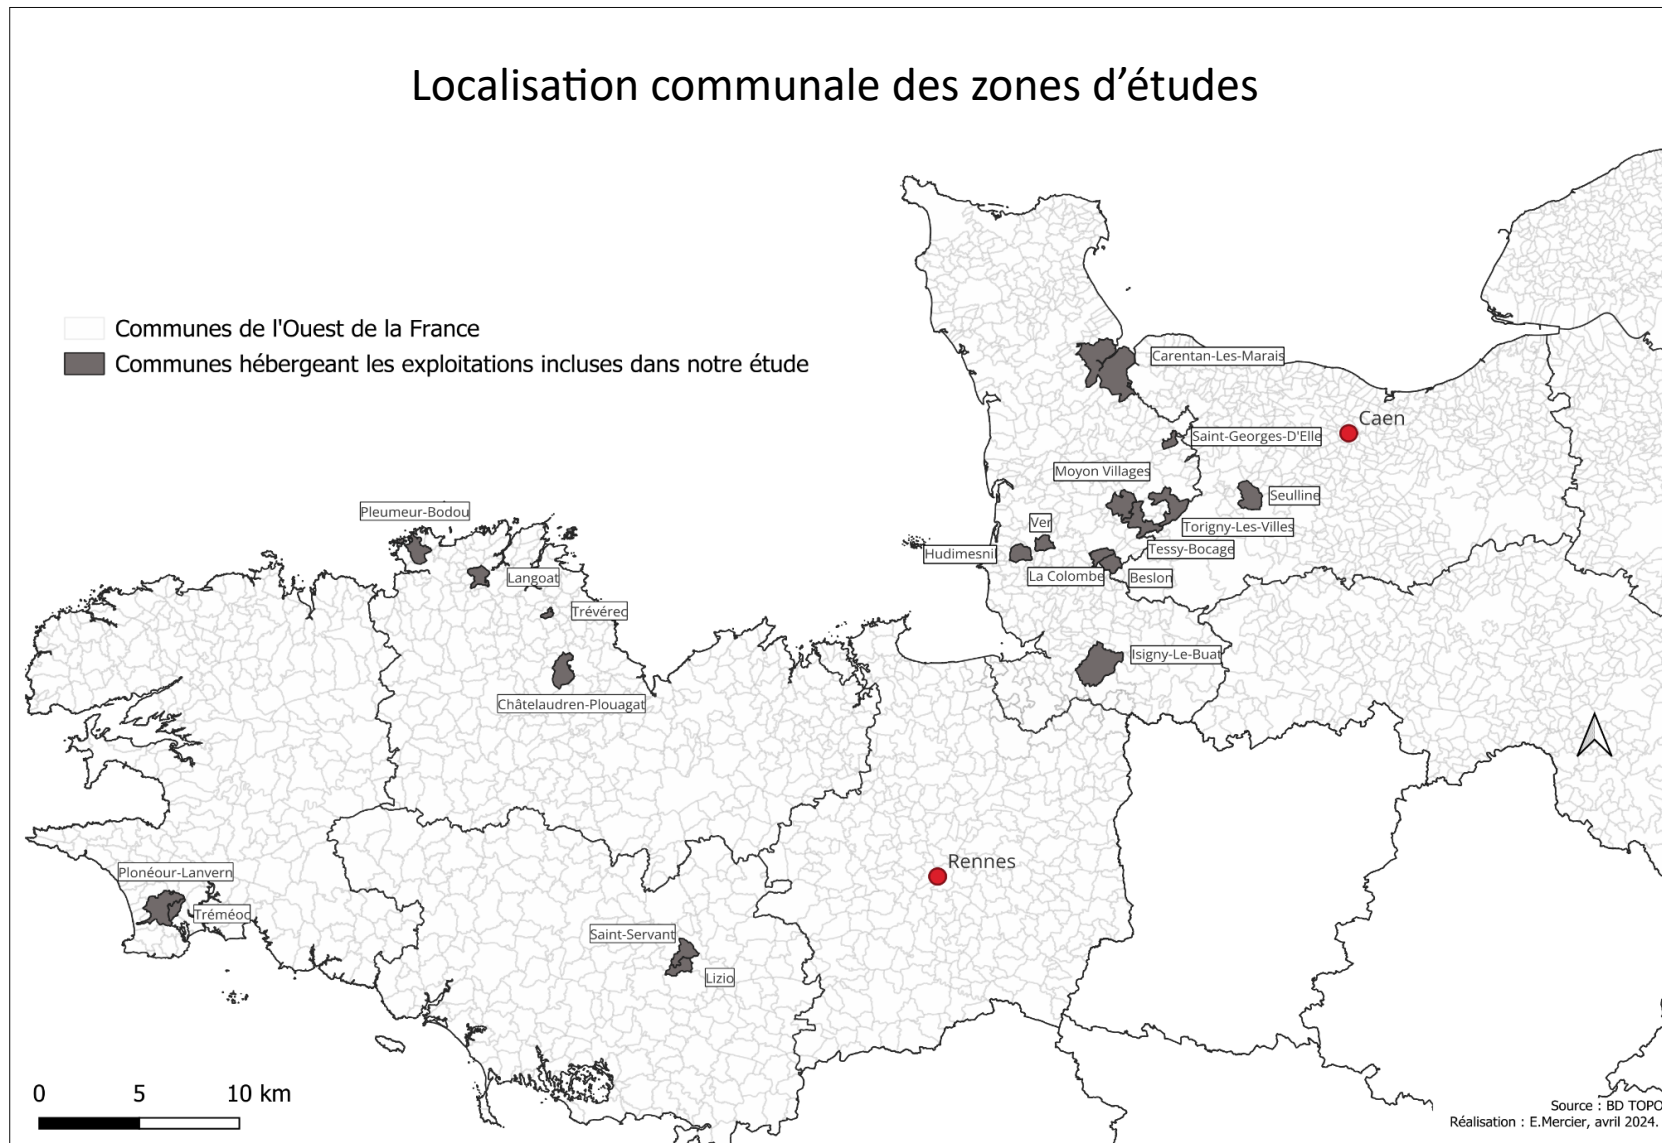 Localisation communale des zones d'études
Communes de l'Ouest de la France
Communes hébergeant les exploitations incluses dans notre étude
Carentan-Les-Marais
Caen
Saint-Georges-D'Elle
Moyon Villages
Seulline
Pleumeur-Bodou
Ver
Torigny-Les-Villes
Hudimesnil
Tessy-Bocage
Langoat
La Colombe
Beslon
Trévérec
Isigny-Le-Buat
Châtelaudren-Plouagat
Rennes
Plonéour-Lanvern
Tréméoc
Saint-Servant
Lizio
0 5 10 km
Source : BD TOPO
Réalisation : E.Mercier, avril 2024.